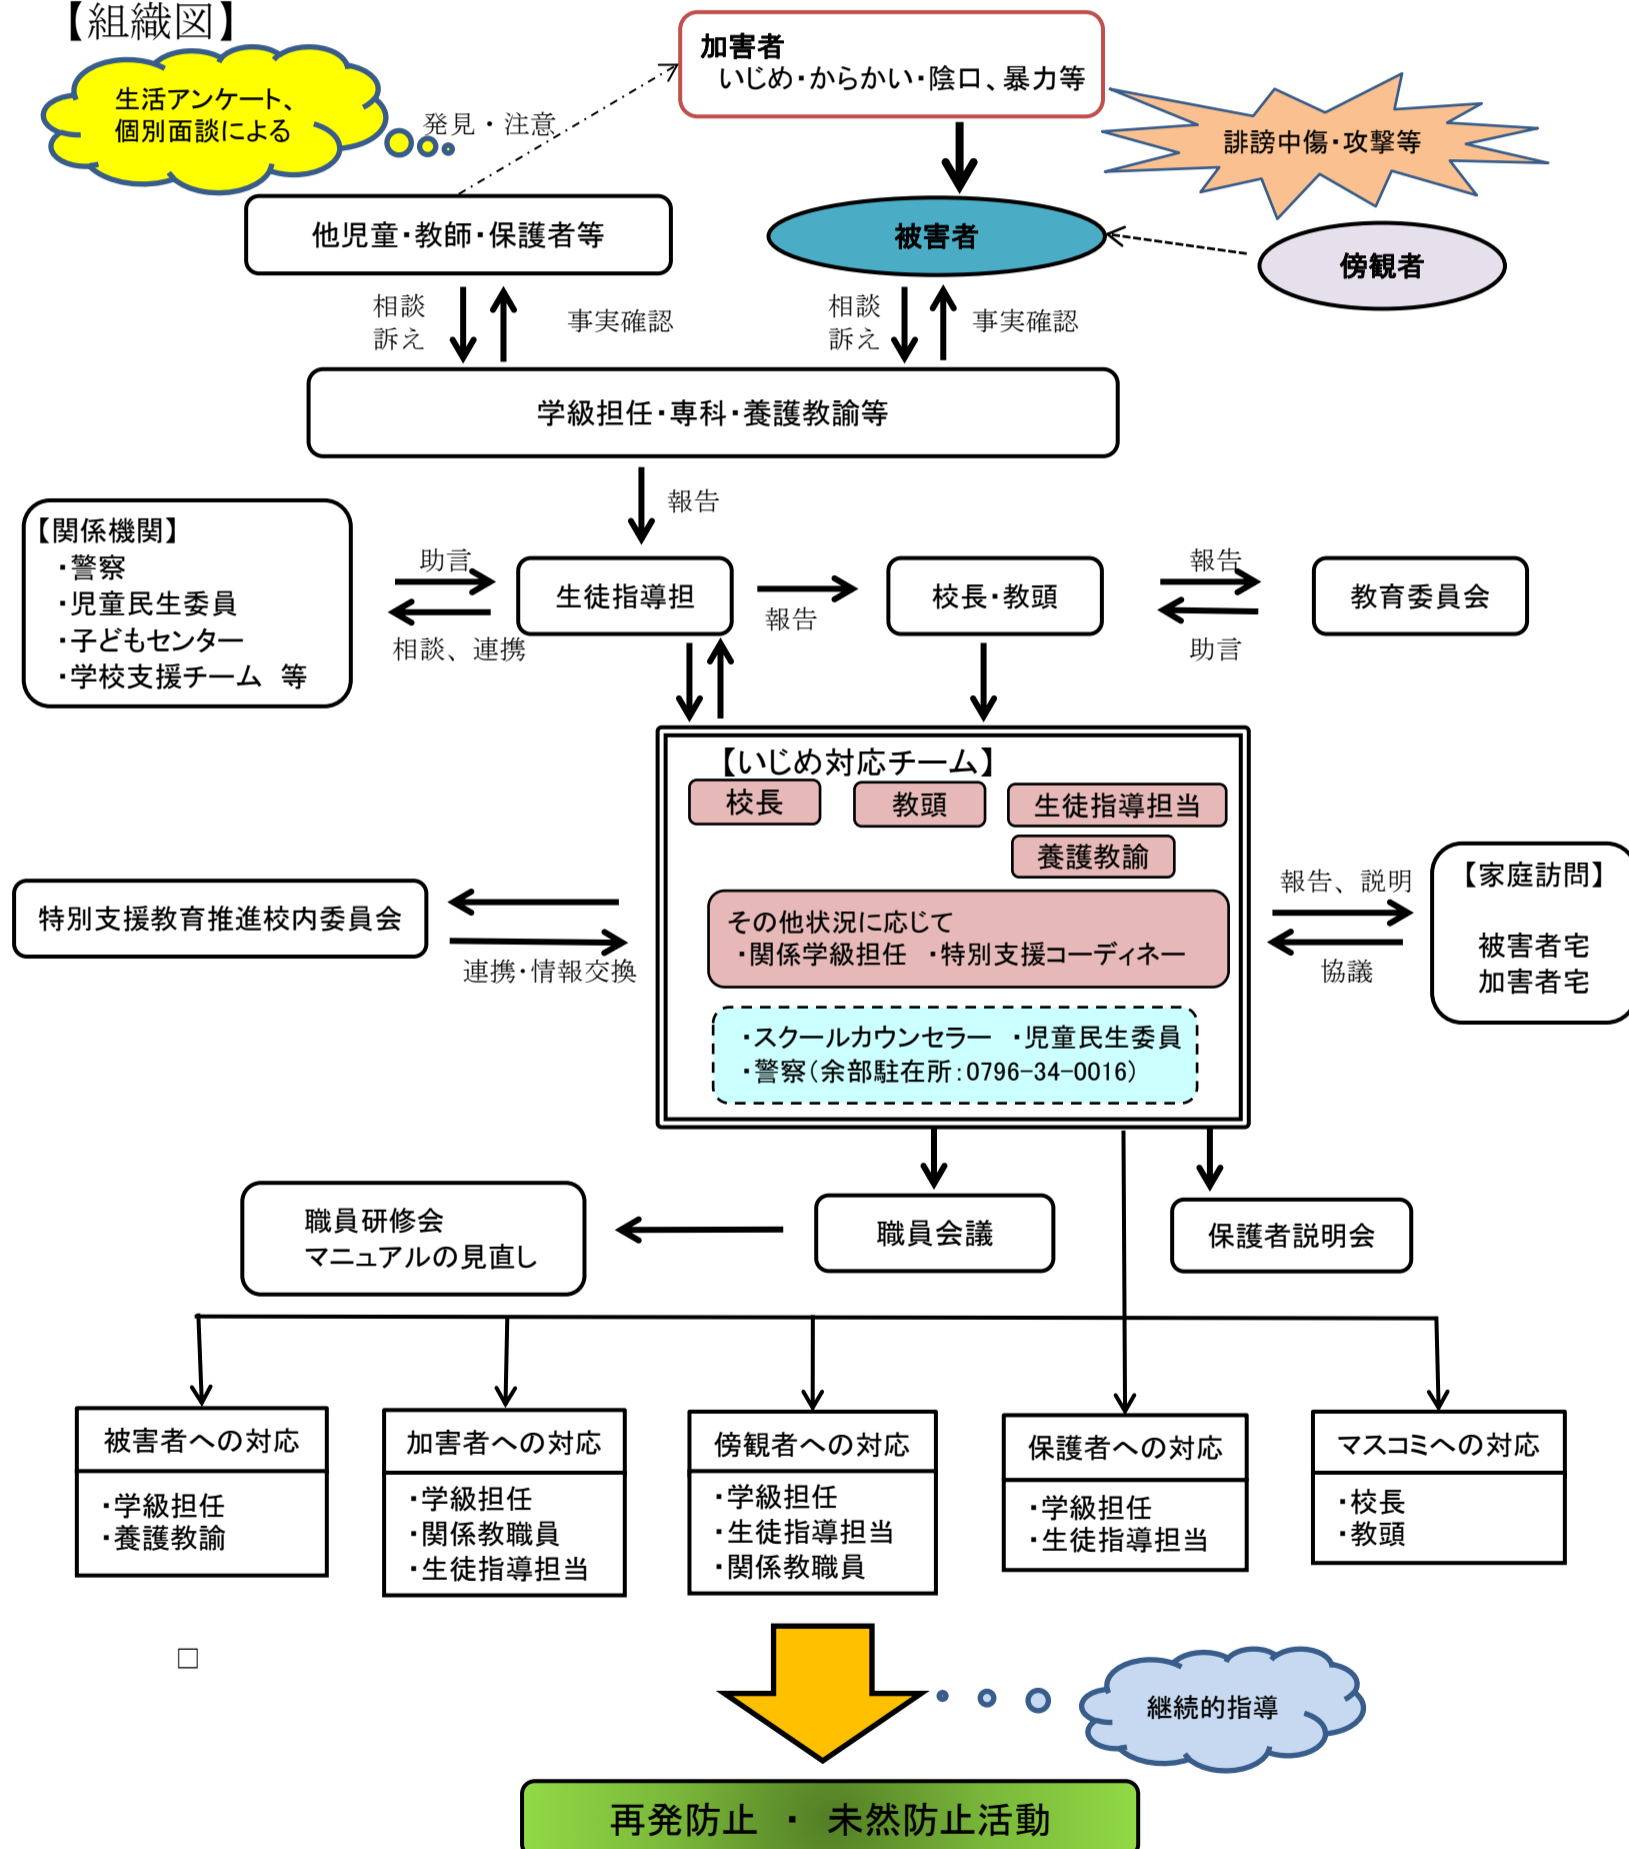 【組織図】
加害者
いじめ・からかい・陰口、暴力等
生活アンケート、
個別面談による
発見・注意
誹謗中傷・攻撃等
他児童・教師・保護者等
被害者
傍観者
相談
訴え
事実確認
相談
訴え
事実確認
学級担任・専科・養護教諭等
報告
【関係機関】
・警察
・児童民生委員
・子どもセンター
・学校支援チーム　等
助言
相談、連携
生徒指導担
報告
校長・教頭
報告
助言
教育委員会
【いじめ対応チーム】
校長
教頭
生徒指導担当
養護教諭
その他状況に応じて
・関係学級担任　・特別支援コーディネー
・スクールカウンセラー　・児童民生委員
・警察（余部駐在所：0796-34-0016）
特別支援教育推進校内委員会
連携・情報交換
報告、説明
協議
【家庭訪問】
被害者宅
加害者宅
職員研修会
マニュアルの見直し
職員会議
保護者説明会
被害者への対応
・学級担任
・養護教諭
加害者への対応
・学級担任
・関係教職員
・生徒指導担当
傍観者への対応
・学級担任
・生徒指導担当
・関係教職員
保護者への対応
・学級担任
・生徒指導担当
マスコミへの対応
・校長
・教頭
□
継続的指導
再発防止　・　未然防止活動